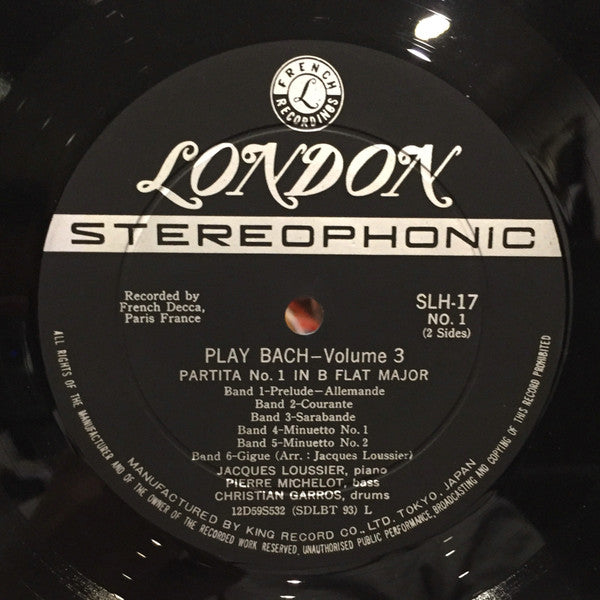 FRENCH
L
RECORDINGS
LONDON
STEREOPHONIC
Recorded by
French Decca,
Paris France
SLH-17
NO. 1
(2 Sides)
PLAY BACH—Volume 3
PARTITA No. 1 IN B FLAT MAJOR
Band 1-Prelude—Allemande
Band 2-Courante
Band 3-Sarabande
Band 4-Minuetto No. 1
Band 5-Minuetto No. 2
Band 6-Gigue (Arr. : Jacques Loussier)
JACQUES LOUSSIER, piano
PIERRE MICHELOT, bass
CHRISTIAN GARROS, drums
12D59S532 (SDLBT 93) L
MANUFACTURED BY KING RECORD CO., LTD. TOKYO, JAPAN
ALL RIGHTS OF THE MANUFACTURER AND OF THE OWNER OF THE RECORDED WORK RESERVED. UNAUTHORISED PUBLIC PERFORMANCE, BROADCASTING AND COPYING OF THIS RECORD PROHIBITED